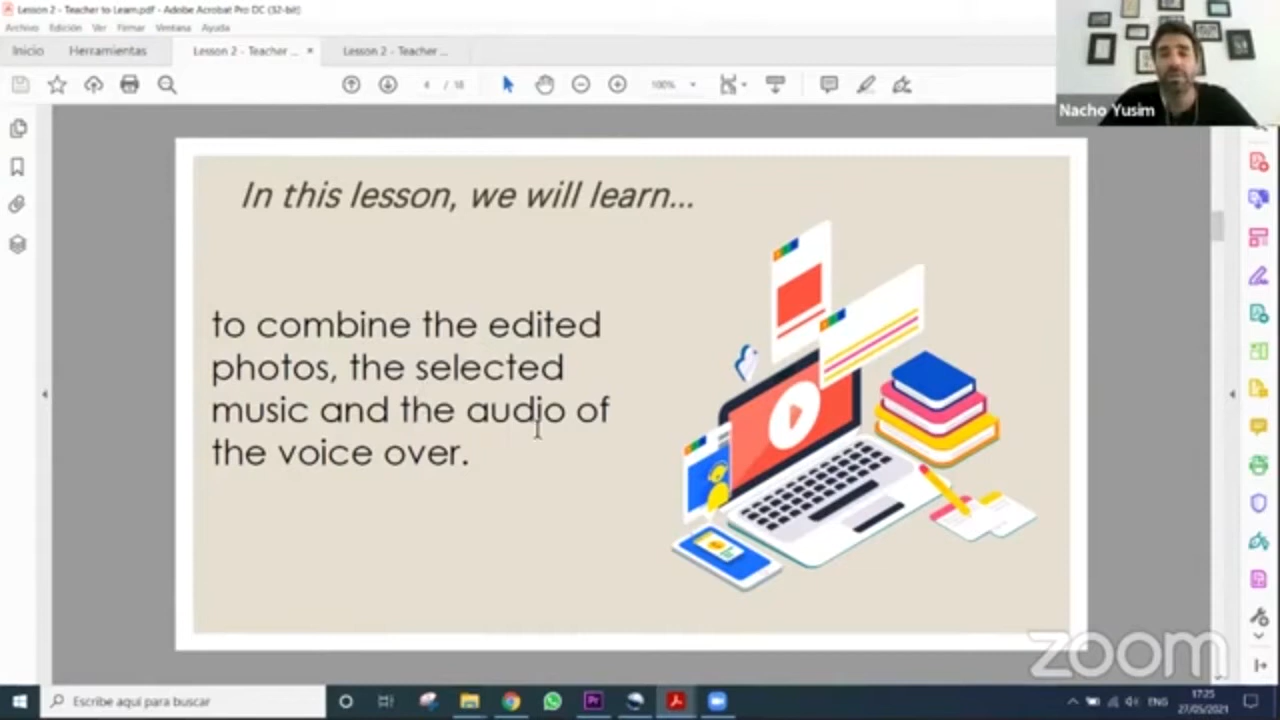 Lesson 2 - Teacher to Learn.pdf - Adobe Acrobat Pro DC (32-bit)
Archivo Edición Ver Firmar Ventana Ayuda
Inicio Herramientas Lesson 2 - Teacher ... × Lesson 2 - Teacher ...
4 / 18 100%
Nacho Yusim
In this lesson, we will learn...
to combine the edited
photos, the selected
music and the audio of
the voice over.
zoom
Escribe aquí para buscar
Pr
ENG
17:25
27/05/2021